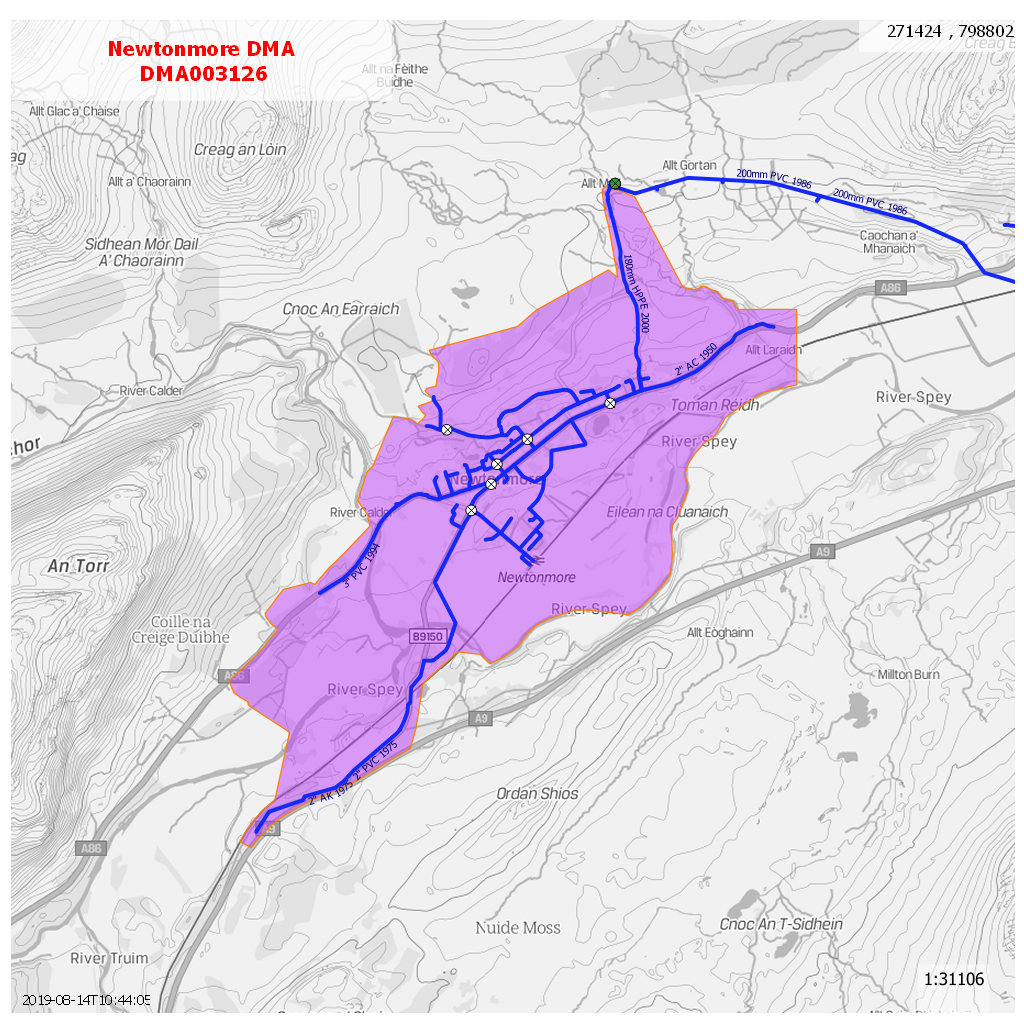 271424 , 798802
Newtonmore DMA
DMA003126
Allt na Fèithe
Buidhe
Allt Glac a' Chàise
Creag an Lòin
Allt a' Chaorainn
Allt Gortan
200mm PVC 1986
200mm PVC 1986
Caochan a'
Mhanaich
Sidhean Mór Dail
A' Chaorainn
180mm HPPE 2000
A86
Cnoc An Earraich
2" AC 1950
Allt Laraidh
River Calder
River Spey
Toman Réidh
River Spey
Newtonmore
River Calder
Eilean na Cluanaich
3" PVC 1994
A9
An Torr
Newtonmore
River Spey
Coille na
Creige Duibhe
B9150
Allt Eòghainn
A86
River Spey
Millton Burn
A9
2" PVC 1975
2" AK 1975
Ordan Shios
A9
A86
Cnoc An T-Sidhein
Nuide Moss
River Truim
1:31106
2019-08-14T10:44:05